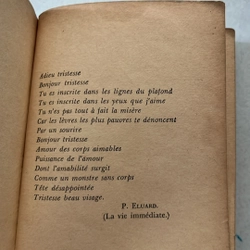 Adieu tristesse
Bonjour tristesse
Tu es inscrite dans les lignes du plafond
Tu es inscrite dans les yeux que j'aime
Tu n'es pas tout à fait la misère
Car les lèvres les plus pauvres te dénoncent
Par un sourire
Bonjour tristesse
Amour des corps aimables
Puissance de l'amour
Dont l'amabilité surgit
Comme un monstre sans corps
Tête désappointée
Tristesse beau visage.
P. ELUARD.
(La vie immédiate.)